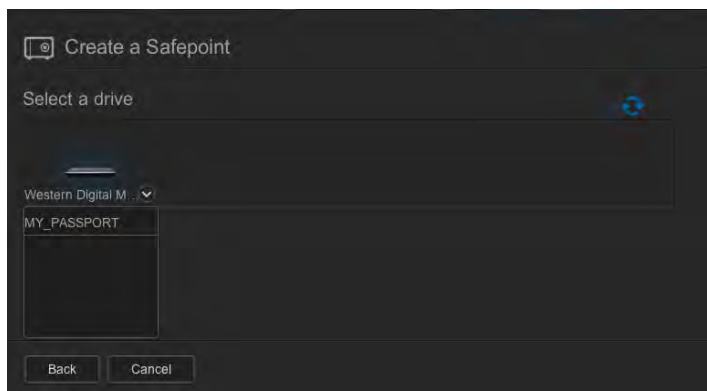 Create a Safepoint
Select a drive
Western Digital M...
MY_PASSPORT
Back Cancel